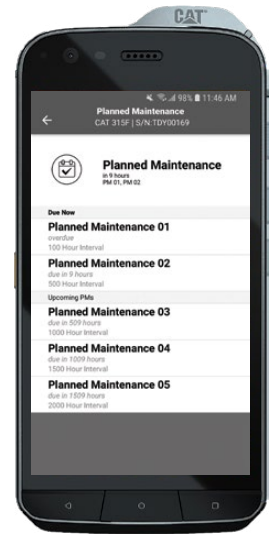 CAT
98% 11:46 AM
Planned Maintenance
CAT 315F | S/N:TDY00169
Planned Maintenance
in 9 hours
PM 01, PM 02
Due Now
Planned Maintenance 01
overdue
100 Hour Interval
Planned Maintenance 02
due in 9 hours
500 Hour Interval
Upcoming PMs
Planned Maintenance 03
due in 509 hours
1000 Hour Interval
Planned Maintenance 04
due in 1009 hours
1500 Hour Interval
Planned Maintenance 05
due in 1509 hours
2000 Hour Interval